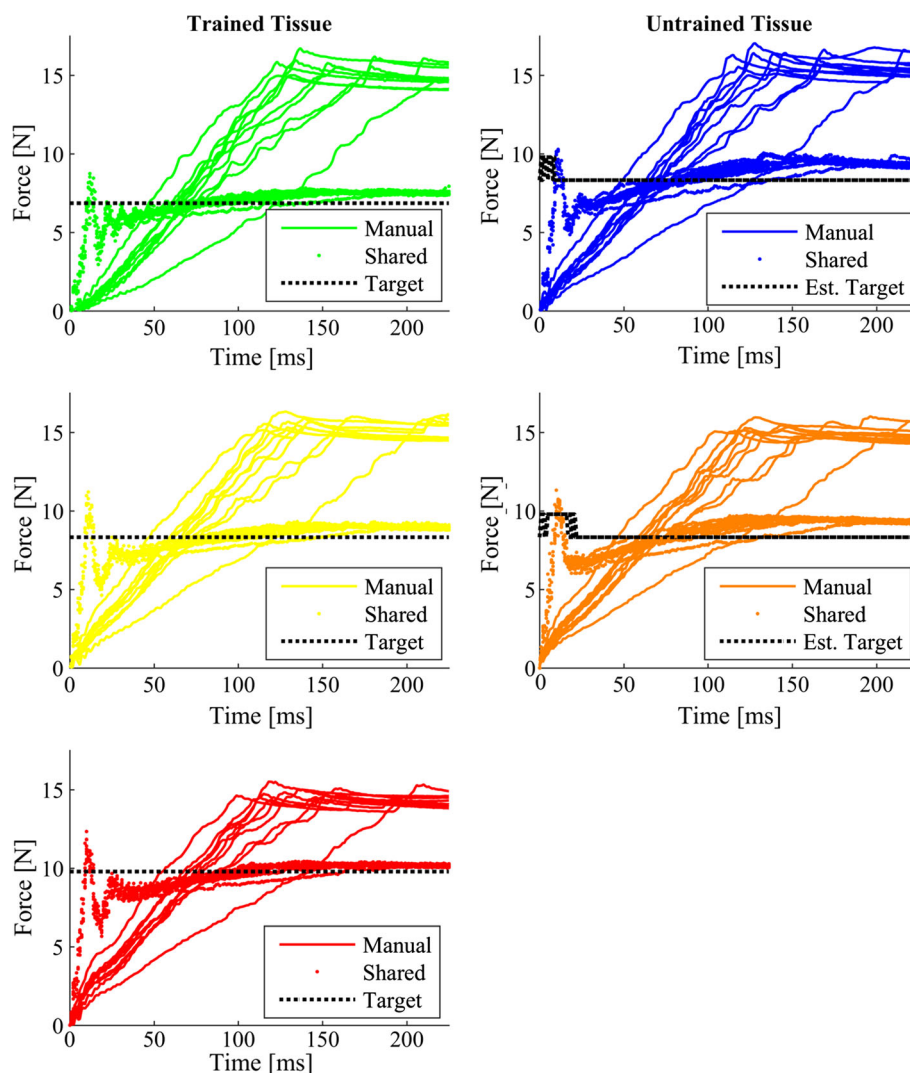 Trained Tissue
Force [N]
15
10
5
0
0 50 100 150 200
Time [ms]
Manual
Shared
Target
Untrained Tissue
Force [N]
15
10
5
0
0 50 100 150 200
Time [ms]
Manual
Shared
Est. Target
Force [N]
15
10
5
0
0 50 100 150 200
Time [ms]
Manual
Shared
Target
Force [N]
15
10
5
0
0 50 100 150 200
Time [ms]
Manual
Shared
Est. Target
Force [N]
15
10
5
0
0 50 100 150 200
Time [ms]
Manual
Shared
Target